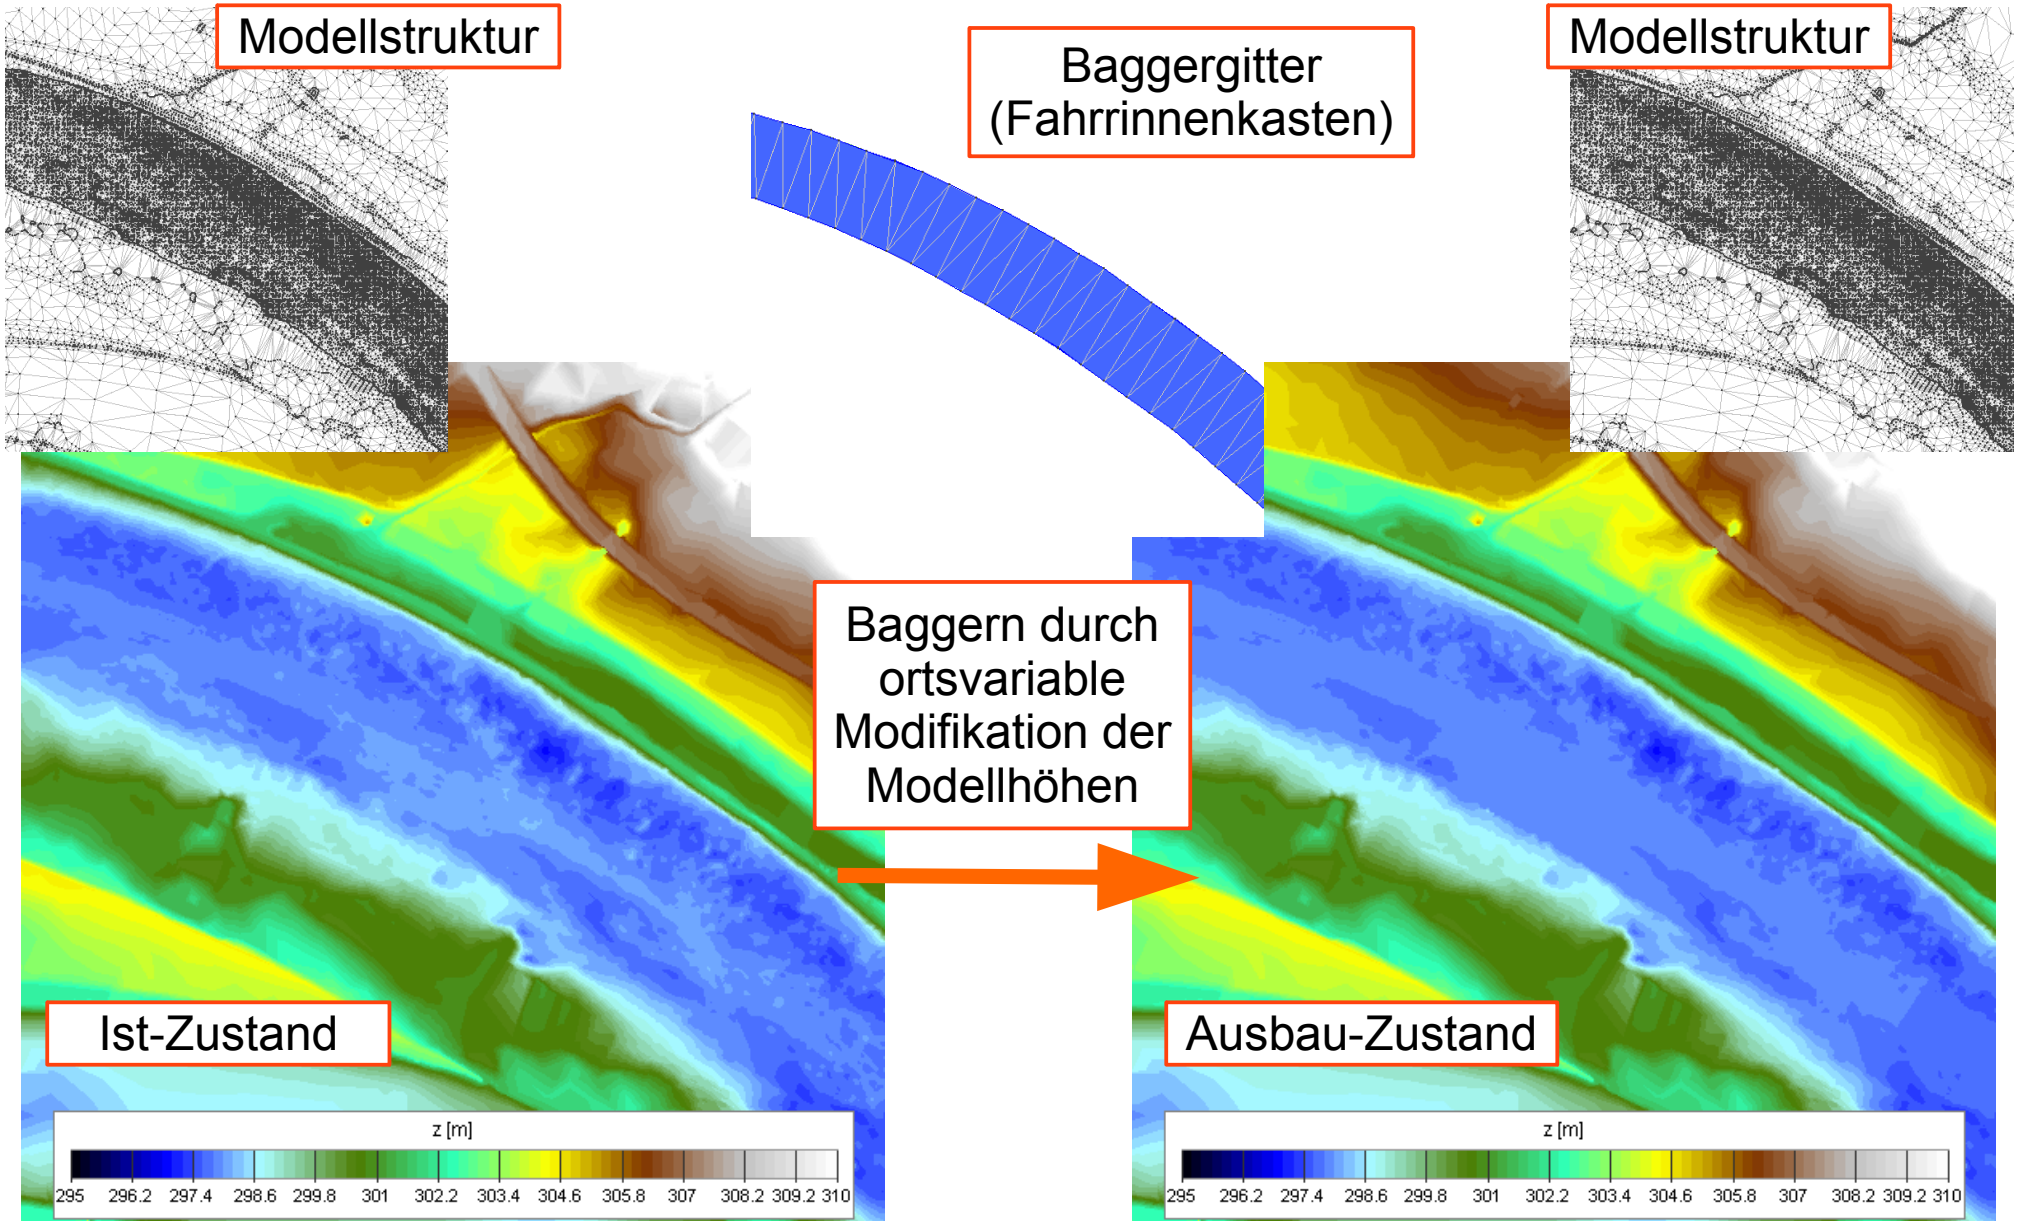 Modellstruktur
Baggergitter
(Fahrrinnenkasten)
Modellstruktur
Baggern durch
ortsvariable
Modifikation der
Modellhöhen
Ist-Zustand
Ausbau-Zustand
z [m]
295 296.2 297.4 298.6 299.8 301 302.2 303.4 304.6 305.8 307 308.2 309.2 310
z [m]
295 296.2 297.4 298.6 299.8 301 302.2 303.4 304.6 305.8 307 308.2 309.2 310